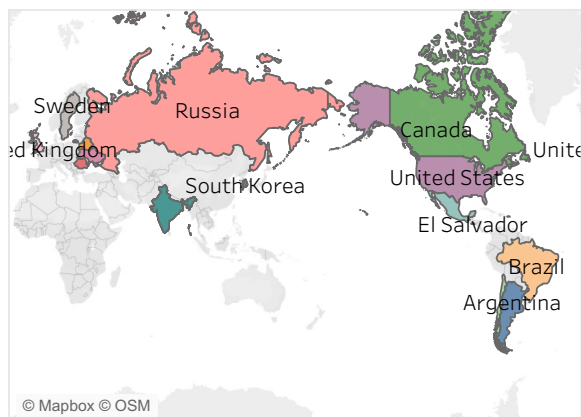 Sweden
Russia
Canada
ed Kingdom
Unite
South Korea
United States
El Salvador
Brazil
Argentina
© Mapbox © OSM